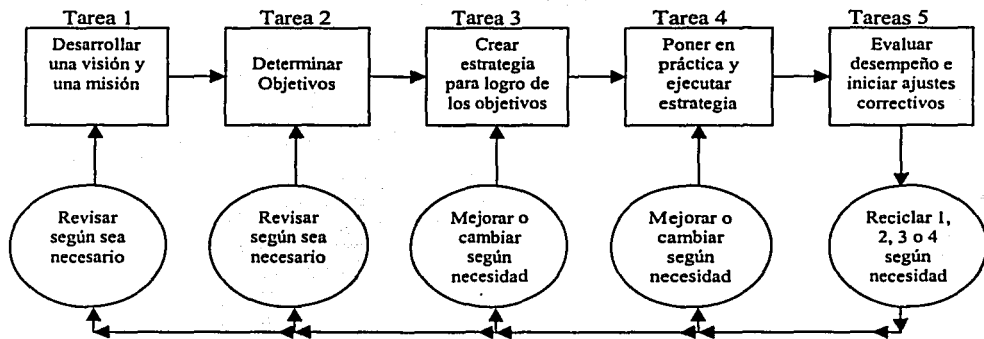 Tarea 1
Desarrollar
una visión y
una misión
Tarea 2
Determinar
Objetivos
Tarea 3
Crear
estrategia
para logro de
los objetivos
Tarea 4
Poner en
práctica y
ejecutar
estrategia
Tareas 5
Evaluar
desempeño e
iniciar ajustes
correctivos
Revisar
según sea
necesario
Revisar
según sea
necesario
Mejorar o
cambiar
según
necesidad
Mejorar o
cambiar
según
necesidad
Reciclar 1,
2, 3 o 4
según
necesidad